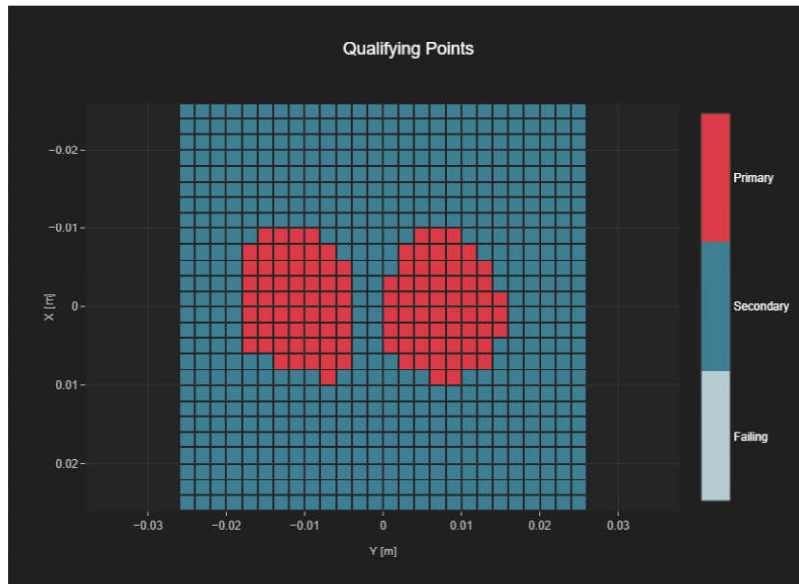 Qualifying Points
−0.02
−0.01
0
0.01
0.02
X [m]
−0.03
−0.02
−0.01
0
0.01
0.02
0.03
Y [m]
Primary
Secondary
Failing